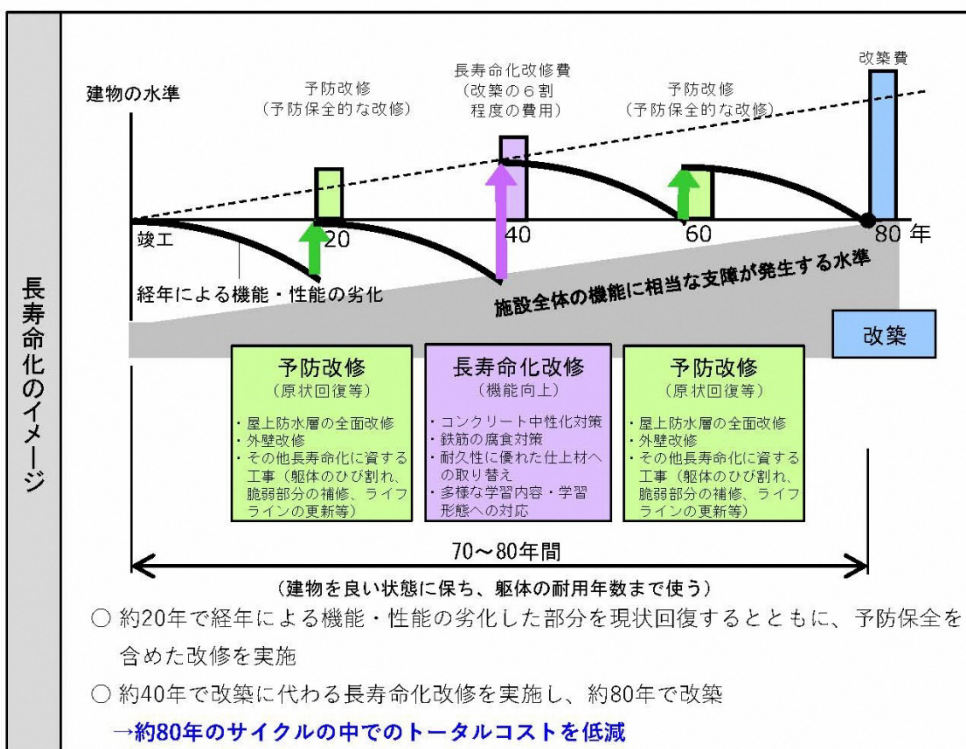 長寿命化のイメージ
建物の水準
予防改修
(予防保全的な改修)
長寿命化改修費
(改築の６割
程度の費用)
予防改修
(予防保全的な改修)
改築費
竣工
20
40
60
80 年
経年による機能・性能の劣化
施設全体の機能に相当な支障が発生する水準
改築
予防改修
(原状回復等)
・屋上防水層の全面改修
・外壁改修
・その他長寿命化に資する
工事（躯体のひび割れ、
脆弱部分の補修、ライフ
ラインの更新等）
長寿命化改修
(機能向上)
・コンクリート中性化対策
・鉄筋の腐食対策
・耐久性に優れた仕上材へ
の取り替え
・多様な学習内容・学習
形態への対応
予防改修
(原状回復等)
・屋上防水層の全面改修
・外壁改修
・その他長寿命化に資する
工事（躯体のひび割れ、
脆弱部分の補修、ライフ
ラインの更新等）
70～80年間
(建物を良い状態に保ち、躯体の耐用年数まで使う)
○ 約20年で経年による機能・性能の劣化した部分を現状回復するとともに、予防保全を
含めた改修を実施
○ 約40年で改築に代わる長寿命化改修を実施し、約80年で改築
→約80年のサイクルの中でのトータルコストを低減